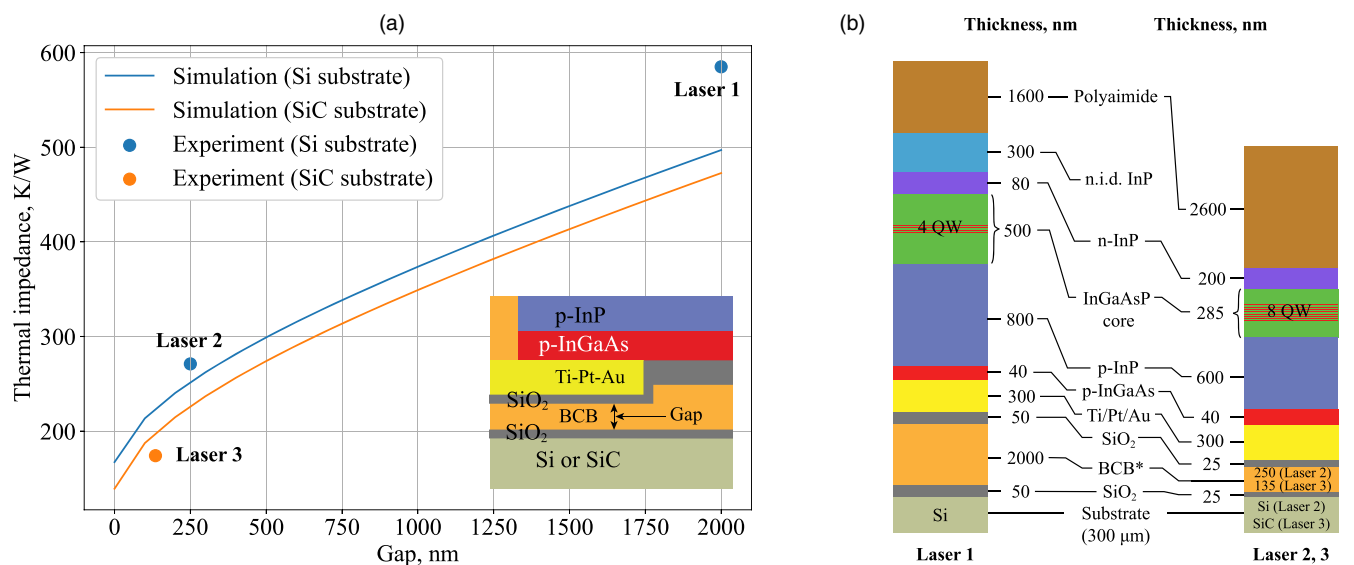 (a)
Thermal impedance, K/W
600
500
400
300
200
Simulation (Si substrate)
Simulation (SiC substrate)
Experiment (Si substrate)
Experiment (SiC substrate)
Laser 1
Laser 2
Laser 3
p-InP
p-InGaAs
Ti-Pt-Au
SiO₂
BCB
Gap
SiO₂
Si or SiC
0
250
500
750
1000
1250
1500
1750
2000
Gap, nm
(b)
Thickness, nm
Thickness, nm
1600
Polyaimide
300
n.i.d. InP
80
2600
4 QW
500
n-InP
200
InGaAsP
core
285
8 QW
800
p-InP
600
40
p-InGaAs
40
300
Ti/Pt/Au
300
50
SiO₂
25
2000
BCB*
250 (Laser 2)
135 (Laser 3)
50
SiO₂
25
Si
Substrate
(300 μm)
Si (Laser 2)
SiC (Laser 3)
Laser 1
Laser 2, 3